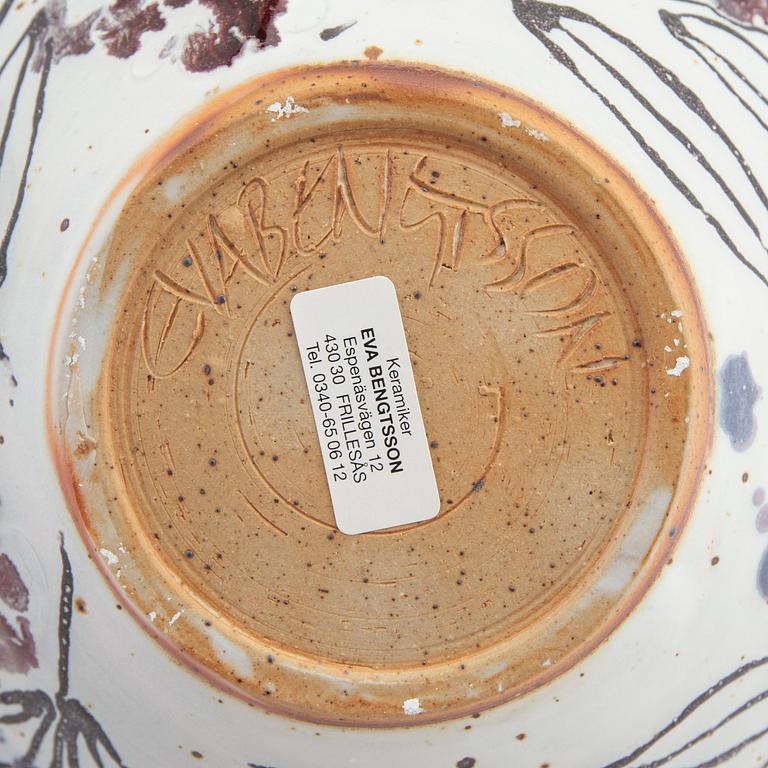 EVA BENGTSSON
Keramiker
EVA BENGTSSON
Espenäsvägen 12
430 30 FRILLESÅS
Tel. 0340-65 06 12